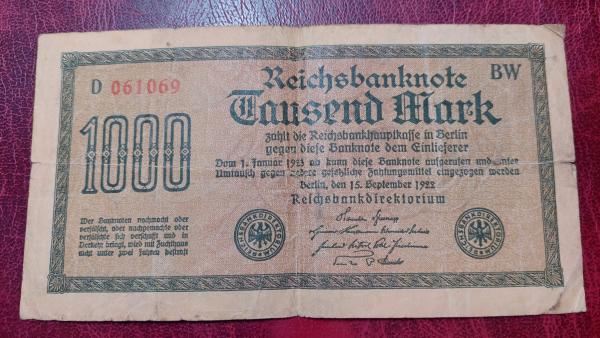 D 061069
BW
Reichsbanknote
Tausend Mark
1000
zahlt die Reichsbankhauptkasse in Berlin
gegen diese Banknote dem Einlieferer
Vom 1. Januar 1923 ab kann diese Banknote aufgerufen und unter
Umtausch gegen andere gesetzliche Zahlungsmittel eingezogen werden
Berlin, den 15. September 1922
Reichsbankdirektorium
Wer Banknoten nachmacht oder
verfälscht, oder nachgemachte oder
verfälschte sich verschafft und in
Verkehr bringt, wird mit Zuchthaus
nicht unter zwei Jahren bestraft
REICHSBANKDIREKTORIUM
REICHSBANKDIREKTORIUM